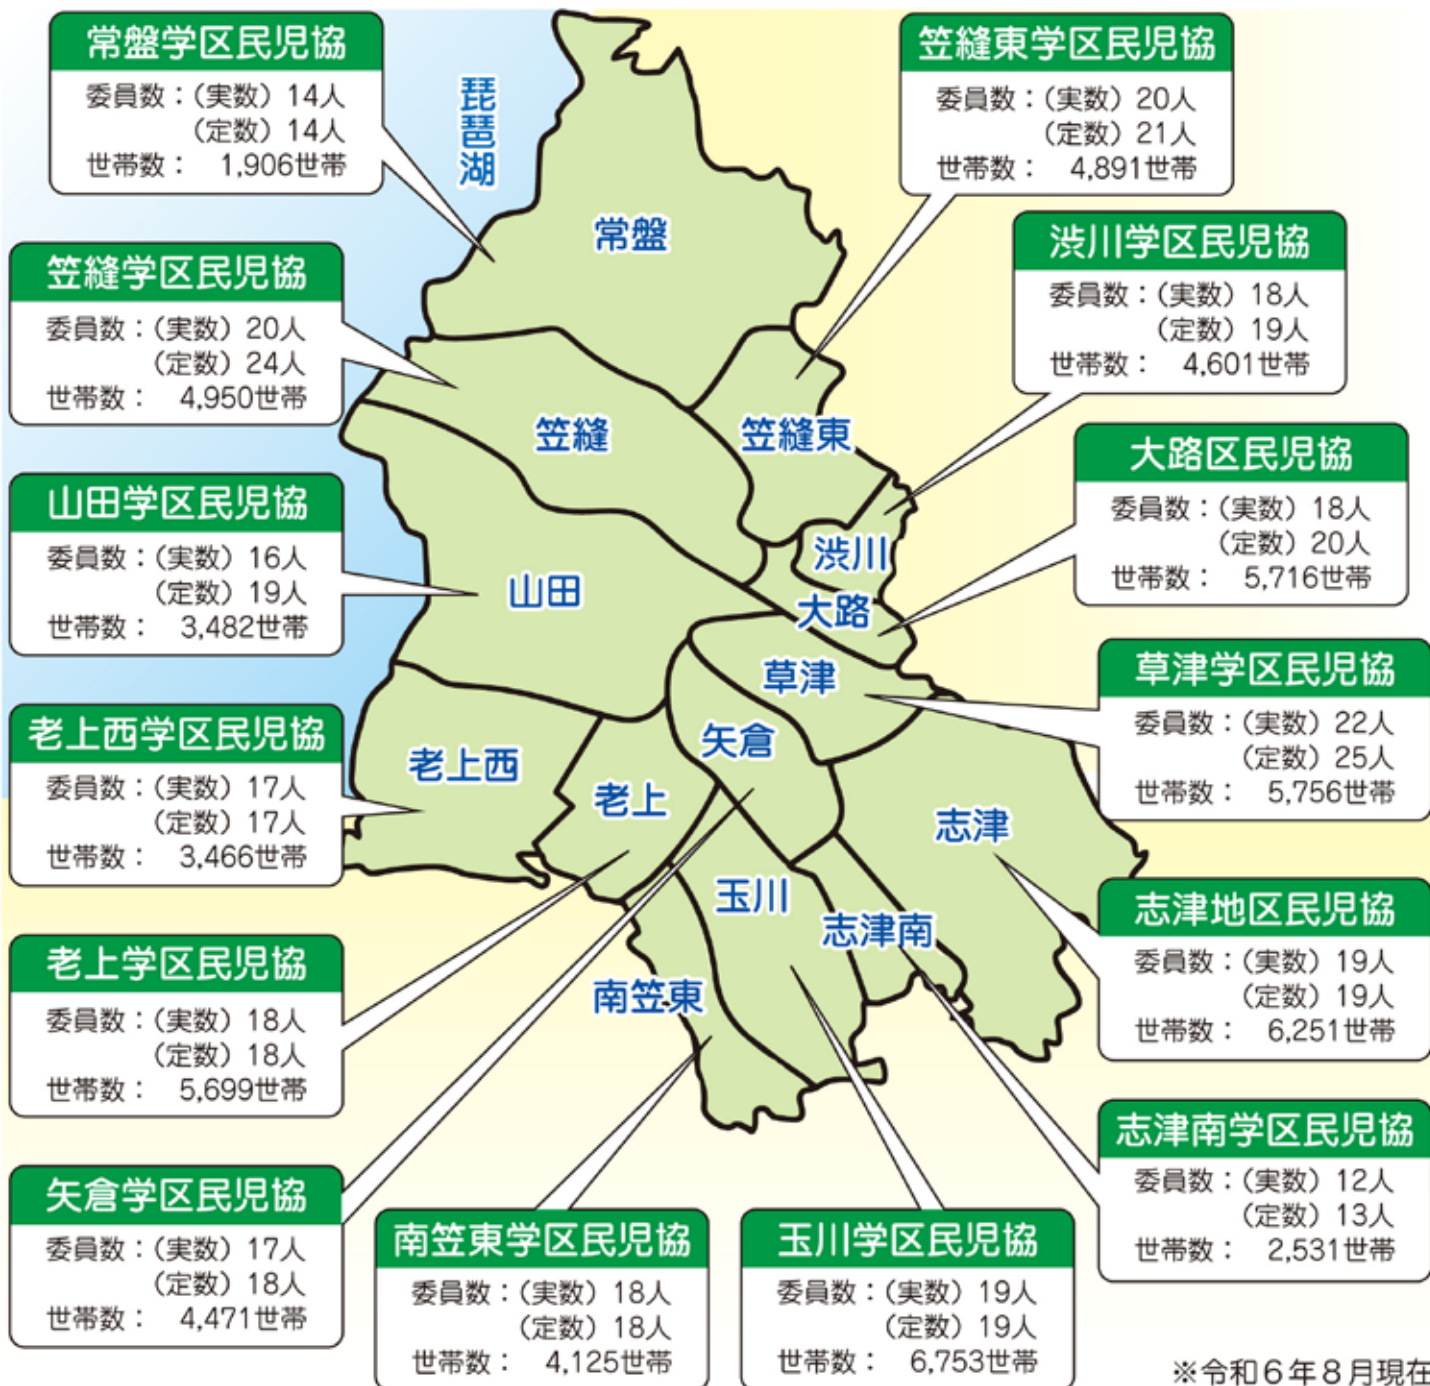 常盤学区民児協
委員数：（実数）14人
（定数）14人
世帯数： 1,906世帯
笠縫東学区民児協
委員数：（実数）20人
（定数）21人
世帯数： 4,891世帯
渋川学区民児協
委員数：（実数）18人
（定数）19人
世帯数： 4,601世帯
笠縫学区民児協
委員数：（実数）20人
（定数）24人
世帯数： 4,950世帯
大路区民児協
委員数：（実数）18人
（定数）20人
世帯数： 5,716世帯
山田学区民児協
委員数：（実数）16人
（定数）19人
世帯数： 3,482世帯
草津学区民児協
委員数：（実数）22人
（定数）25人
世帯数： 5,756世帯
老上西学区民児協
委員数：（実数）17人
（定数）17人
世帯数： 3,466世帯
志津地区民児協
委員数：（実数）19人
（定数）19人
世帯数： 6,251世帯
老上学区民児協
委員数：（実数）18人
（定数）18人
世帯数： 5,699世帯
志津南学区民児協
委員数：（実数）12人
（定数）13人
世帯数： 2,531世帯
矢倉学区民児協
委員数：（実数）17人
（定数）18人
世帯数： 4,471世帯
南笠東学区民児協
委員数：（実数）18人
（定数）18人
世帯数： 4,125世帯
玉川学区民児協
委員数：（実数）19人
（定数）19人
世帯数： 6,753世帯
琵琶湖
常盤
笠縫
笠縫東
渋川
山田
大路
草津
矢倉
老上西
老上
志津
玉川
志津南
南笠東
※令和６年８月現在